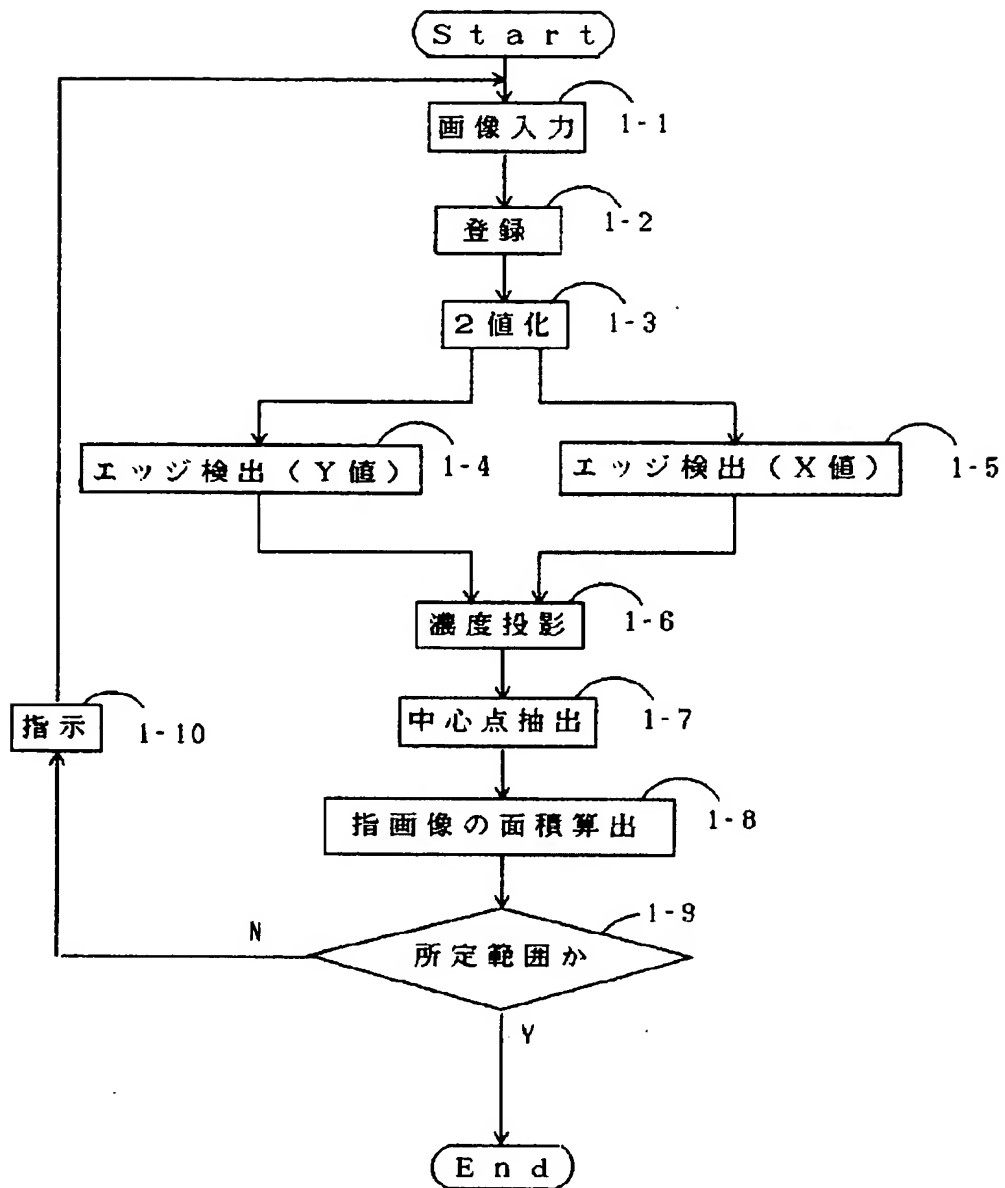 Start
画像入力
1-1
登録
1-2
2値化
1-3
エッジ検出(Y値)
1-4
エッジ検出(X値)
1-5
濃度投影
1-6
中心点抽出
1-7
指示
1-10
指画像の面積算出
1-8
所定範囲か
1-9
N
Y
End